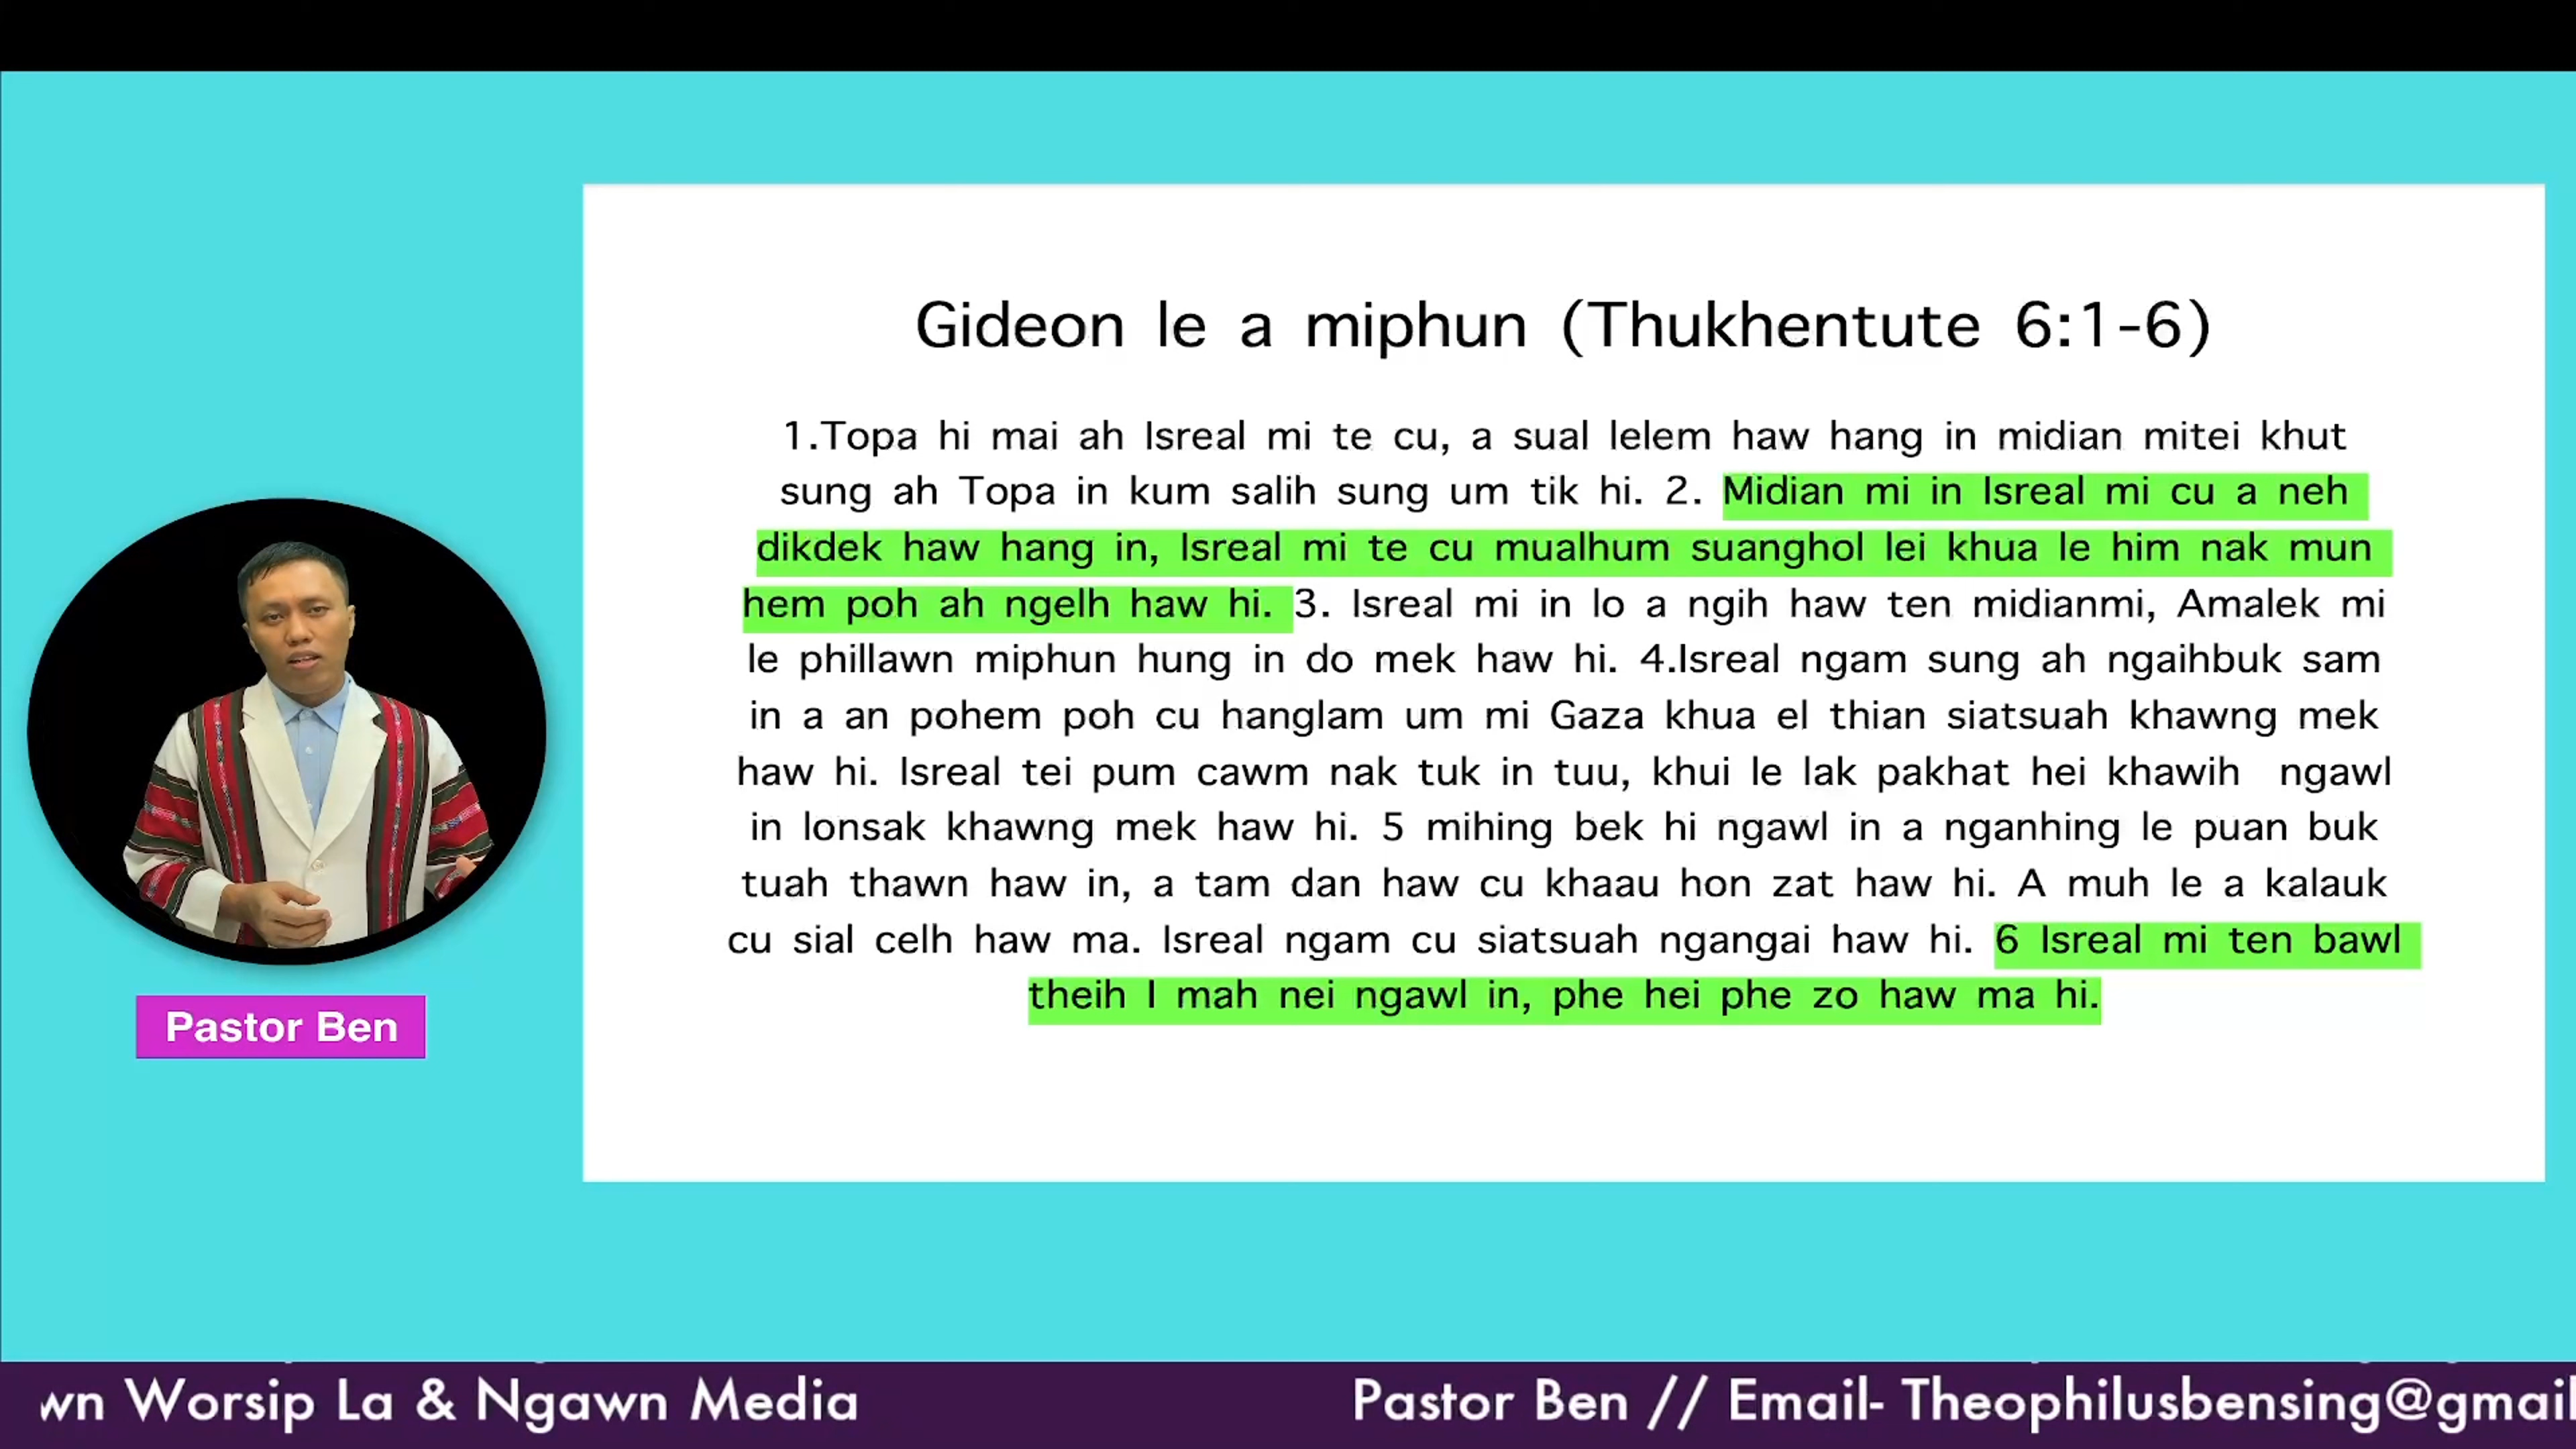 Gideon le a miphun (Thukhentute 6:1-6)
1.Topa hi mai ah Isreal mi te cu, a sual lelem haw hang in midian mitei khut
sung ah Topa in kum salih sung um tik hi. 2. Midian mi in Isreal mi cu a neh
dikdek haw hang in, Isreal mi te cu mualhum suanghol lei khua le him nak mun
hem poh ah ngelh haw hi. 3. Isreal mi in lo a ngih haw ten midianmi, Amalek mi
le phillawn miphun hung in do mek haw hi. 4.Isreal ngam sung ah ngaihbuk sam
in a an pohem poh cu hanglam um mi Gaza khua el thian siatsuah khawng mek
haw hi. Isreal tei pum cawm nak tuk in tuu, khui le lak pakhat hei khawih ngawl
in lonsak khawng mek haw hi. 5 mihing bek hi ngawl in a nganhing le puan buk
tuah thawn haw in, a tam dan haw cu khaau hon zat haw hi. A muh le a kalauk
cu sial celh haw ma. Isreal ngam cu siatsuah ngangai haw hi. 6 Isreal mi ten bawl
theih I mah nei ngawl in, phe hei phe zo haw ma hi.
Pastor Ben
wn Worsip La & Ngawn Media
Pastor Ben // Email- Theophilusbensing@gmail